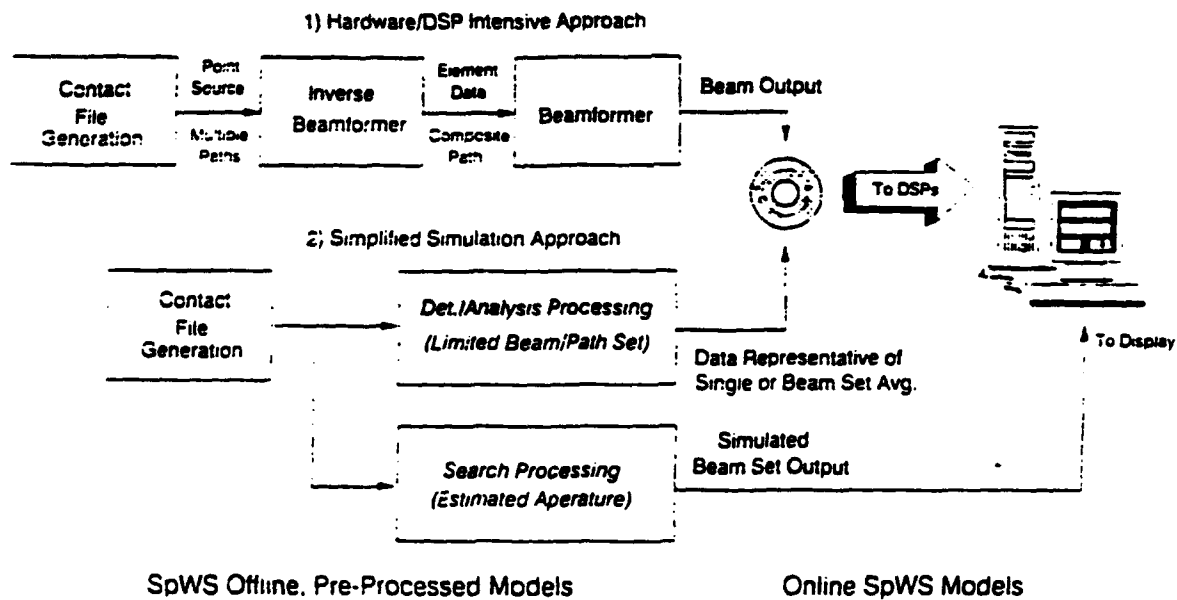 1) Hardware/DSP Intensive Approach
Contact
File
Generation
Point
Source
Multiple
Paths
Inverse
Beamformer
Element
Data
Composite
Path
Beamformer
Beam Output
To DSPs
2) Simplified Simulation Approach
Contact
File
Generation
Det./Analysis Processing
(Limited Beam/Path Set)
Data Representative of
Single or Beam Set Avg.
To Display
Search Processing
(Estimated Aperature)
Simulated
Beam Set Output
SpWS Offline, Pre-Processed Models
Online SpWS Models